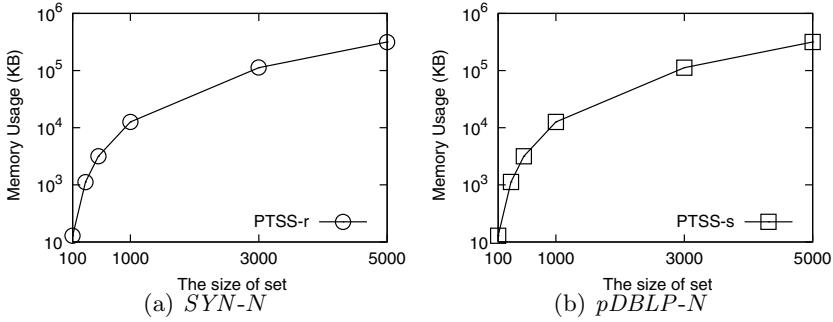 10^6
10^5
10^4
10^3
10
Memory Usage (KB)
PTSS-r
100 1000 3000 5000
The size of set
(a) SYN-N
10^6
10^5
10^4
10^3
10
Memory Usage (KB)
PTSS-s
100 1000 3000 5000
The size of set
(b) pDBLP-N